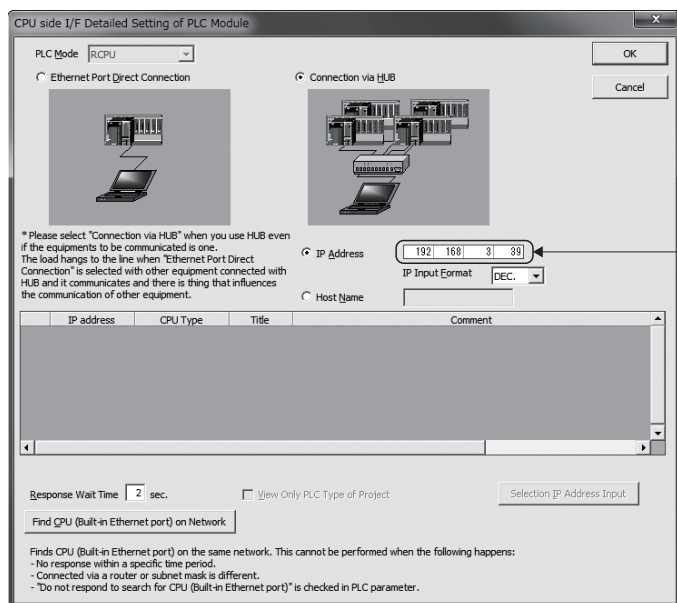 CPU side I/F Detailed Setting of PLC Module
PLC Mode RCPU
OK
Cancel
Ethernet Port Direct Connection
Connection via HUB
* Please select "Connection via HUB" when you use HUB even
if the equipments to be communicated is one.
The load hangs to the line when "Ethernet Port Direct
Connection" is selected with other equipment connected with
HUB and it communicates and there is thing that influences
the communication of other equipment.
IP Address 192 168 3 39
IP Input Format DEC.
Host Name
IP address CPU Type Title Comment
Response Wait Time 2 sec.
View Only PLC Type of Project
Selection IP Address Input
Find CPU (Built-in Ethernet port) on Network
Finds CPU (Built-in Ethernet port) on the same network. This cannot be performed when the following happens:
- No response within a specific time period.
- Connected via a router or subnet mask is different.
- "Do not respond to search for CPU (Built-in Ethernet port)" is checked in PLC parameter.